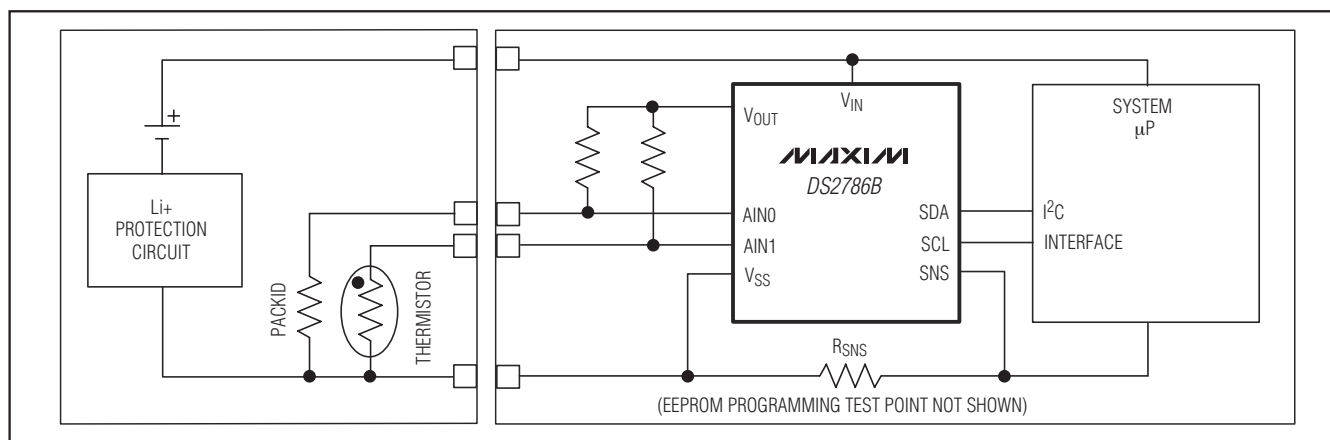 +
Li+
PROTECTION
CIRCUIT
PACKID
THERMISTOR
VOUT
VIN
MAXIM
DS2786B
AIN0
AIN1
VSS
SDA
SCL
SNS
SYSTEM
μP
I²C
INTERFACE
RSNS
(EEPROM PROGRAMMING TEST POINT NOT SHOWN)